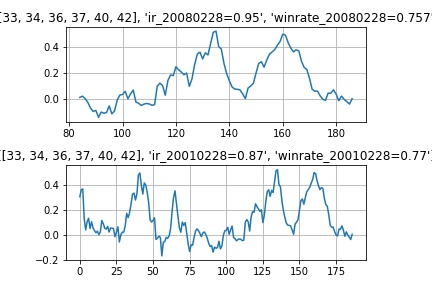 [33, 34, 36, 37, 40, 42], 'ir_20080228=0.95', 'winrate_20080228=0.757'
0.4
0.2
0.0
80 100 120 140 160 180
[[33, 34, 36, 37, 40, 42], 'ir_20010228=0.87', 'winrate_20010228=0.77']
0.4
0.2
0.0
−0.2
0 25 50 75 100 125 150 175